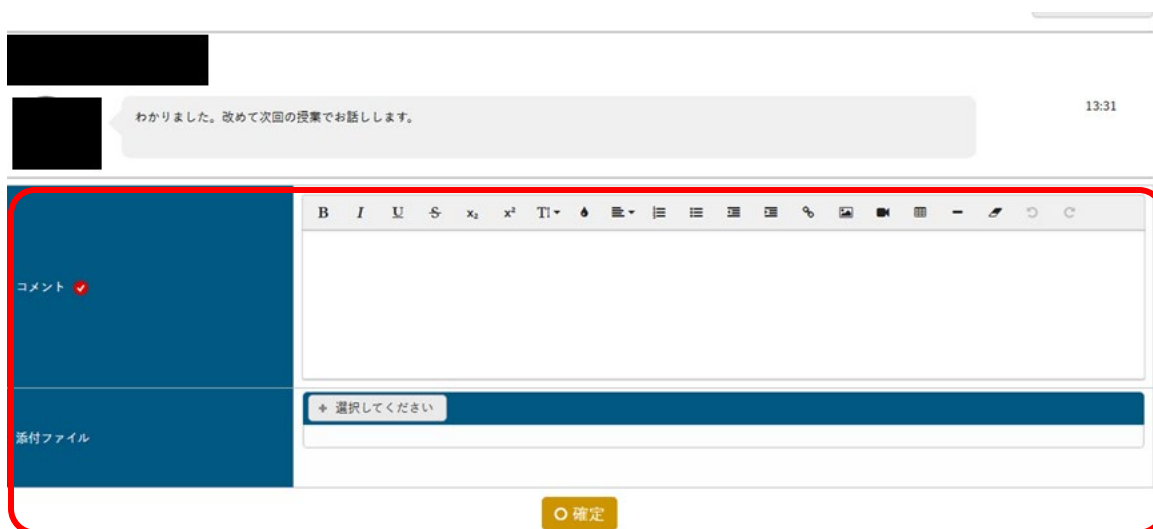 わかりました。改めて次回の授業でお話しします。
13:31
B I U S x₂ x² T
コメント
+ 選択してください
添付ファイル
確定